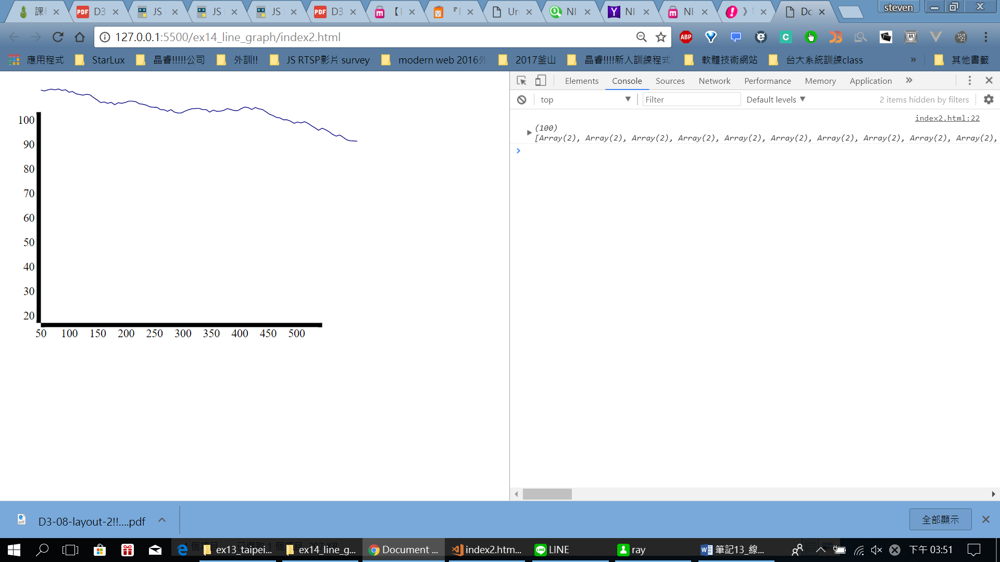 課
D3
JS
JS
JS
D3
【
『
Un
NI
NI
NI
》
Do
steven
127.0.0.1:5500/ex14_line_graph/index2.html
ABP
應用程式
StarLux
晶睿!!!!!公司
外訓!!
JS RTSP影片 survey
modern web 2016外
2017釜山
晶睿!!!!新人訓練程式
軟體技術網站
台大系統訓練class
»
其他書籤
Elements
Console
Sources
Network
Performance
Memory
Application
»
top
Filter
Default levels
2 items hidden by filters
index2.html:22
(100)
[Array(2), Array(2), Array(2), Array(2), Array(2), Array(2), Array(2), Array(2), Array(2), Array(2),
100
90
80
70
60
50
40
30
20
50 100 150 200 250 300 350 400 450 500
D3-08-layout-2!!....pdf
全部顯示
ex13_taipei...
ex14_line_g...
Document ...
index2.htm...
LINE
ray
筆記13_線...
下午 03:51